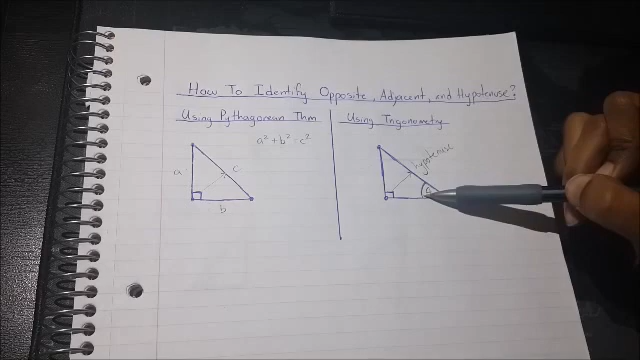 How To Identify Opposite, Adjacent, and Hypotenuse?
Using Pythagorean Thm
a² + b² = c²
a
c
b
Using Trigonometry
hypotenuse